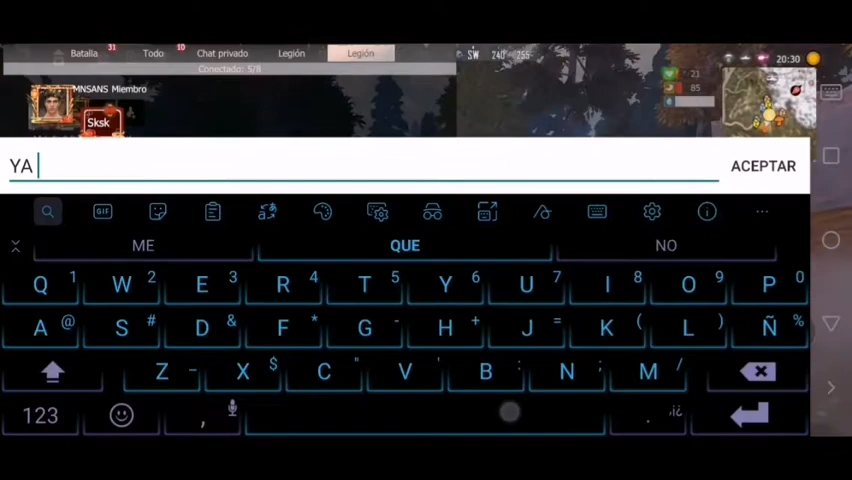 31 10
Batalla Todo Chat privado Legión Legión
SW 240 255
Conectado: 5/8
20:30
MNSANS Miembro
21
85
Sksk
YA
ACEPTAR
GIF
ME QUE NO
Q 1 W 2 E 3 R 4 T 5 Y 6 U 7 I 8 O 9 P 0
A @ S # D & F * G - H + J = K ( L ) Ñ %
Z _ X $ C " V ' B : N ; M /
123 , . ,¡¿